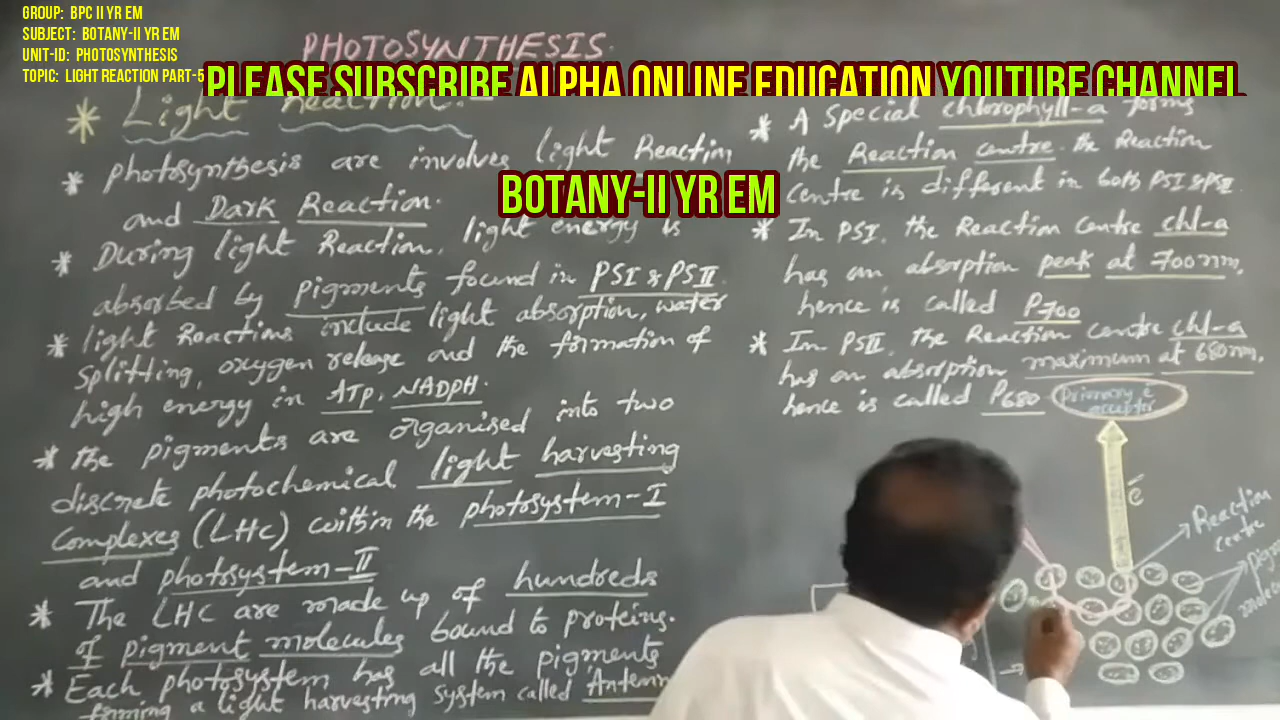 GROUP: BPC II YR EM
SUBJECT: BOTANY-II YR EM
UNIT-ID: PHOTOSYNTHESIS
TOPIC: LIGHT REACTION PART-5
PHOTOSYNTHESIS.
PLEASE SUBSCRIBE ALPHA ONLINE EDUCATION YOUTUBE CHANNEL
BOTANY-II YR EM
* Light Reaction:-
* photosynthesis are involves light Reaction
and Dark Reaction.
* During light Reaction, light energy is
absorbed by pigments found in PSI & PSII
* light Reactions include light absorption, water
splitting, oxygen release and the formation of
high energy in ATP, NADPH.
* the pigments are organised into two
discrete photochemical light harvesting
Complexes (LHC) within the photosystem-I
and photosystem-II
* The LHC are made up of hundreds
of pigment molecules bound to proteins.
* Each photosystem has all the pigments
forming a light harvesting system called Antenn
* A Special chlorophyll-a forms
the Reaction centre. the Reaction
centre is different in both PSI & PSII
* In PSI, the Reaction Centre chl-a
has an absorption peak at 700nm,
hence is called P700
* In PSII, the Reaction centre chl-a
has an absorption maximum at 680nm,
hence is called P680
Primary ē
acceptor
ē
Reaction
centre